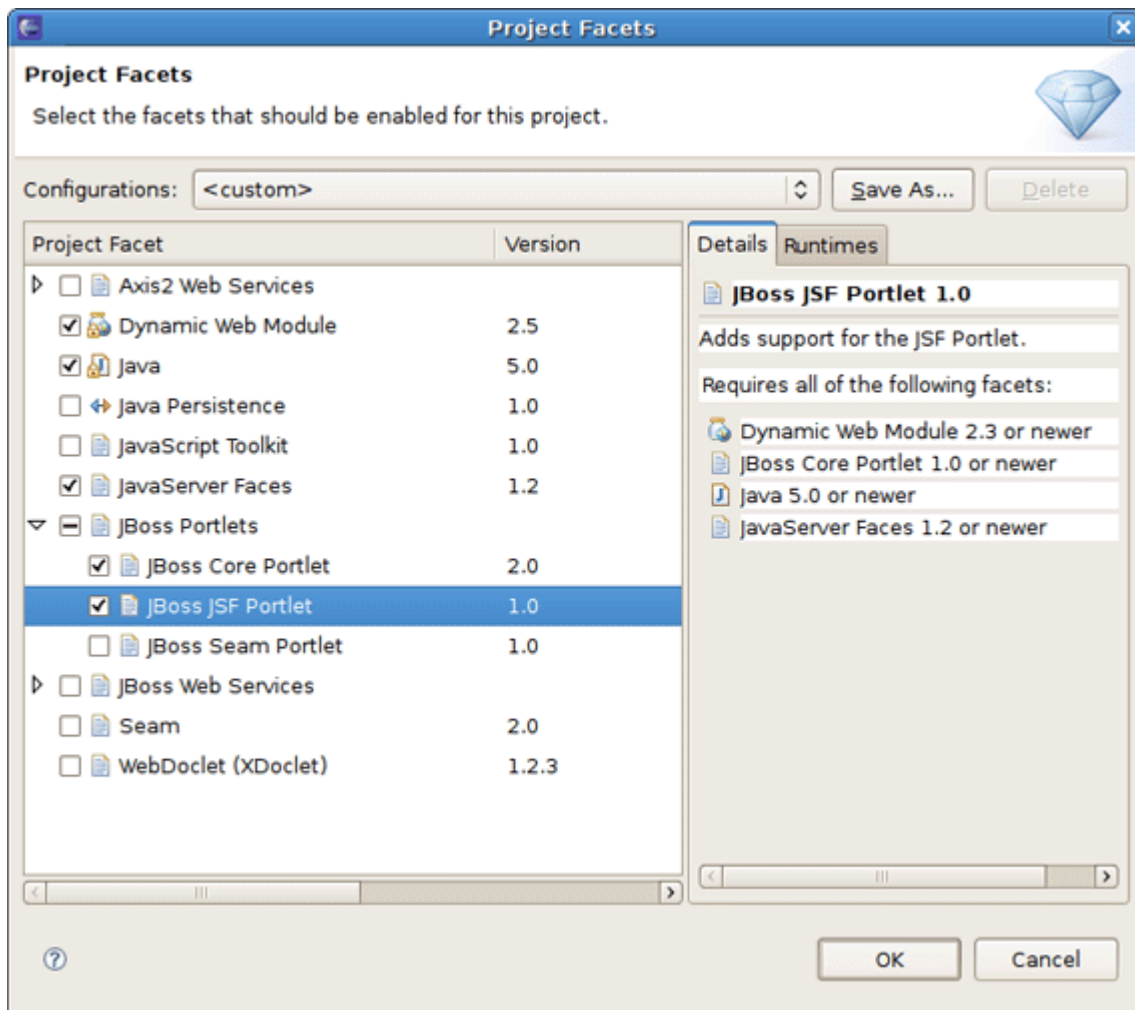 Project Facets
Project Facets
Select the facets that should be enabled for this project.
Configurations: <custom> Save As... Delete
Project Facet Version
Axis2 Web Services
Dynamic Web Module 2.5
Java 5.0
Java Persistence 1.0
JavaScript Toolkit 1.0
JavaServer Faces 1.2
JBoss Portlets
JBoss Core Portlet 2.0
JBoss JSF Portlet 1.0
JBoss Seam Portlet 1.0
JBoss Web Services
Seam 2.0
WebDoclet (XDoclet) 1.2.3
Details Runtimes
JBoss JSF Portlet 1.0
Adds support for the JSF Portlet.
Requires all of the following facets:
Dynamic Web Module 2.3 or newer
JBoss Core Portlet 1.0 or newer
Java 5.0 or newer
JavaServer Faces 1.2 or newer
OK Cancel